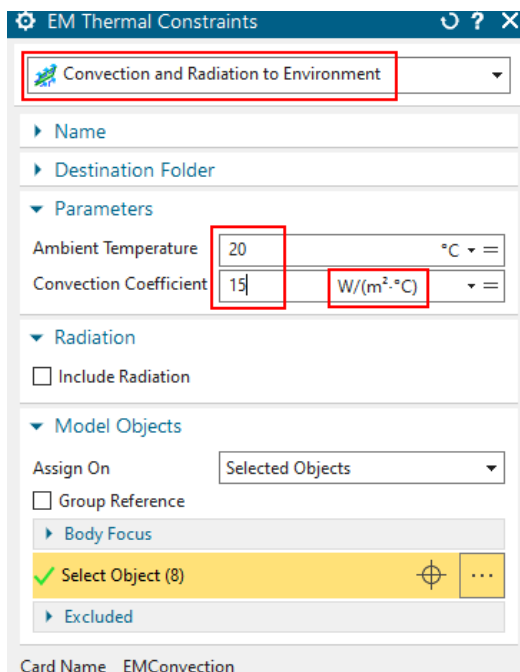 EM Thermal Constraints
Convection and Radiation to Environment
Name
Destination Folder
Parameters
Ambient Temperature 20 °C
Convection Coefficient 15 W/(m²·°C)
Radiation
Include Radiation
Model Objects
Assign On Selected Objects
Group Reference
Body Focus
Select Object (8)
Excluded
Card Name EMConvection